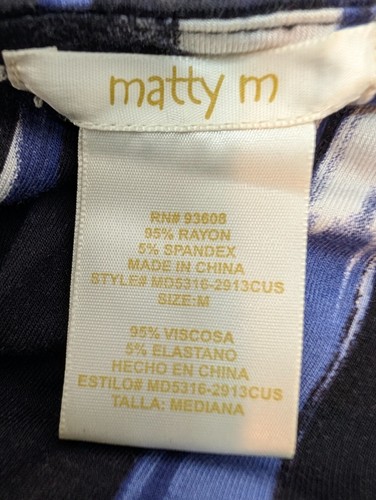 matty m
RN# 93608
95% RAYON
5% SPANDEX
MADE IN CHINA
STYLE# MD5316-2913CUS
SIZE:M
95% VISCOSA
5% ELASTANO
HECHO EN CHINA
ESTILO# MD5316-2913CUS
TALLA: MEDIANA